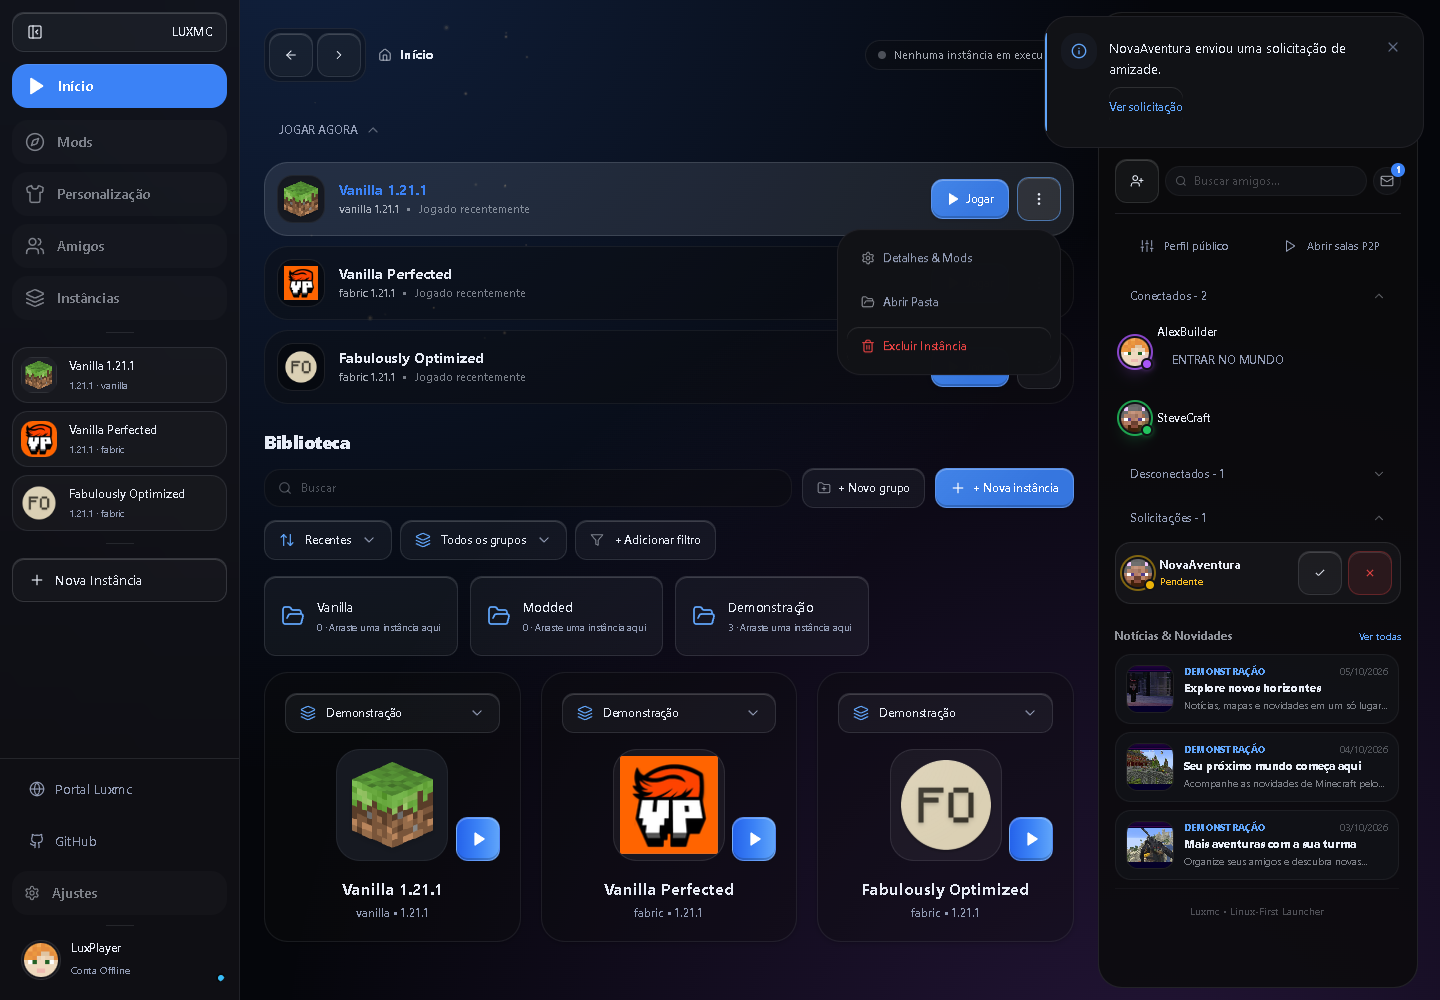 LUXMC
Início
Mods
Personalização
Amigos
Instâncias
Vanilla 1.21.1
1.21.1 · vanilla
Vanilla Perfected
1.21.1 · fabric
FO
Fabulously Optimized
1.21.1 · fabric
Nova Instância
Portal Luxmc
GitHub
Ajustes
LuxPlayer
Conta Offline
Início
Nenhuma instância em execu
JOGAR AGORA
Vanilla 1.21.1
vanilla 1.21.1 • Jogado recentemente
Jogar
VP
Vanilla Perfected
fabric 1.21.1 • Jogado recentemente
FO
Fabulously Optimized
fabric 1.21.1 • Jogado recentemente
Detalhes & Mods
Abrir Pasta
Excluir Instância
Biblioteca
Buscar
+ Novo grupo
+ Nova instância
Recentes
Todos os grupos
+ Adicionar filtro
Vanilla
0 · Arraste uma instância aqui
Modded
0 · Arraste uma instância aqui
Demonstração
3 · Arraste uma instância aqui
Demonstração
Vanilla 1.21.1
vanilla • 1.21.1
Demonstração
VP
Vanilla Perfected
fabric • 1.21.1
Demonstração
FO
Fabulously Optimized
fabric • 1.21.1
NovaAventura enviou uma solicitação de
amizade.
Ver solicitação
Buscar amigos...
1
Perfil público
Abrir salas P2P
Conectados - 2
AlexBuilder
ENTRAR NO MUNDO
SteveCraft
Desconectados - 1
Solicitações - 1
NovaAventura
Pendente
Notícias & Novidades
Ver todas
DEMONSTRAÇÃO 05/10/2026
Explore novos horizontes
Notícias, mapas e novidades em um só lugar...
DEMONSTRAÇÃO 04/10/2026
Seu próximo mundo começa aqui
Acompanhe as novidades de Minecraft pelo...
DEMONSTRAÇÃO 03/10/2026
Mais aventuras com a sua turma
Organize seus amigos e descubra novas...
Luxmc • Linux-First Launcher